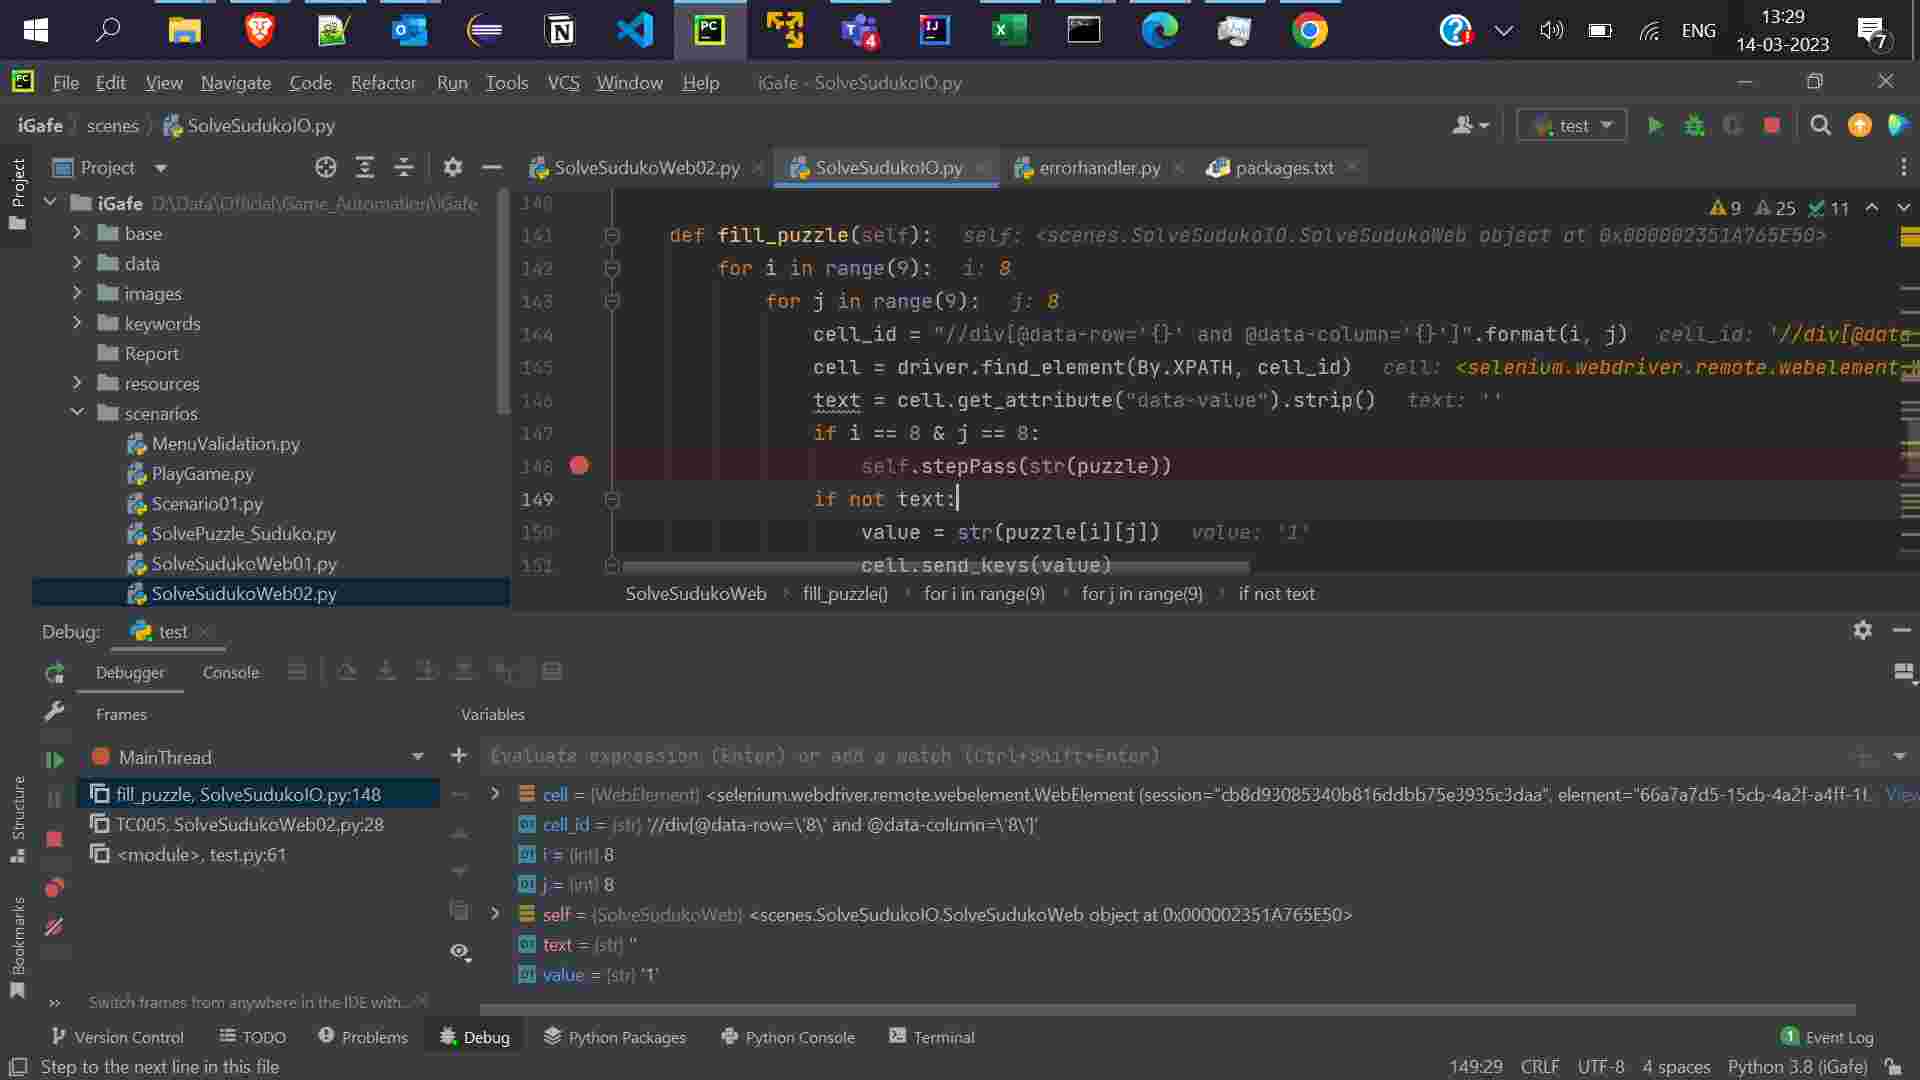 ENG
13:29
14-03-2023
4
7
File Edit View Navigate Code Refactor Run Tools VCS Window Help iGafe - SolveSudukoIO.py
iGafe scenes SolveSudukoIO.py
test
Project
SolveSudukoWeb02.py
SolveSudukoIO.py
errorhandler.py
packages.txt
Project
iGafe D:\Data\Official\Game_Automation\iGafe
base
data
images
keywords
Report
resources
scenarios
MenuValidation.py
PlayGame.py
Scenario01.py
SolvePuzzle_Suduko.py
SolveSudukoWeb01.py
SolveSudukoWeb02.py
9 25 11
140
141 def fill_puzzle(self): self: <scenes.SolveSudukoIO.SolveSudukoWeb object at 0x000002351A765E50>
142 for i in range(9): i: 8
143 for j in range(9): j: 8
144 cell_id = "//div[@data-row='{}' and @data-column='{}']".format(i, j) cell_id: '//div[@data
145 cell = driver.find_element(By.XPATH, cell_id) cell: <selenium.webdriver.remote.webelement
146 text = cell.get_attribute("data-value").strip() text: ''
147 if i == 8 & j == 8:
148 self.stepPass(str(puzzle))
149 if not text:
150 value = str(puzzle[i][j]) value: '1'
151 cell.send_keys(value)
SolveSudukoWeb fill_puzzle() for i in range(9) for j in range(9) if not text
Debug: test
Debugger Console
Frames
Variables
MainThread
Evaluate expression (Enter) or add a watch (Ctrl+Shift+Enter)
fill_puzzle, SolveSudukoIO.py:148
TC005, SolveSudukoWeb02.py:28
<module>, test.py:61
cell = {WebElement} <selenium.webdriver.remote.webelement.WebElement (session="cb8d93085340b816ddbb75e3935c3daa", element="66a7a7d5-15cb-4a2f-a4ff-1f... View
cell_id = {str} '//div[@data-row=\'8\' and @data-column=\'8\']'
i = {int} 8
j = {int} 8
self = {SolveSudukoWeb} <scenes.SolveSudukoIO.SolveSudukoWeb object at 0x000002351A765E50>
text = {str} ''
value = {str} '1'
Structure
Bookmarks
Switch frames from anywhere in the IDE with...
Version Control TODO Problems Debug Python Packages Python Console Terminal
1 Event Log
Step to the next line in this file
149:29 CRLF UTF-8 4 spaces Python 3.8 (iGafe)